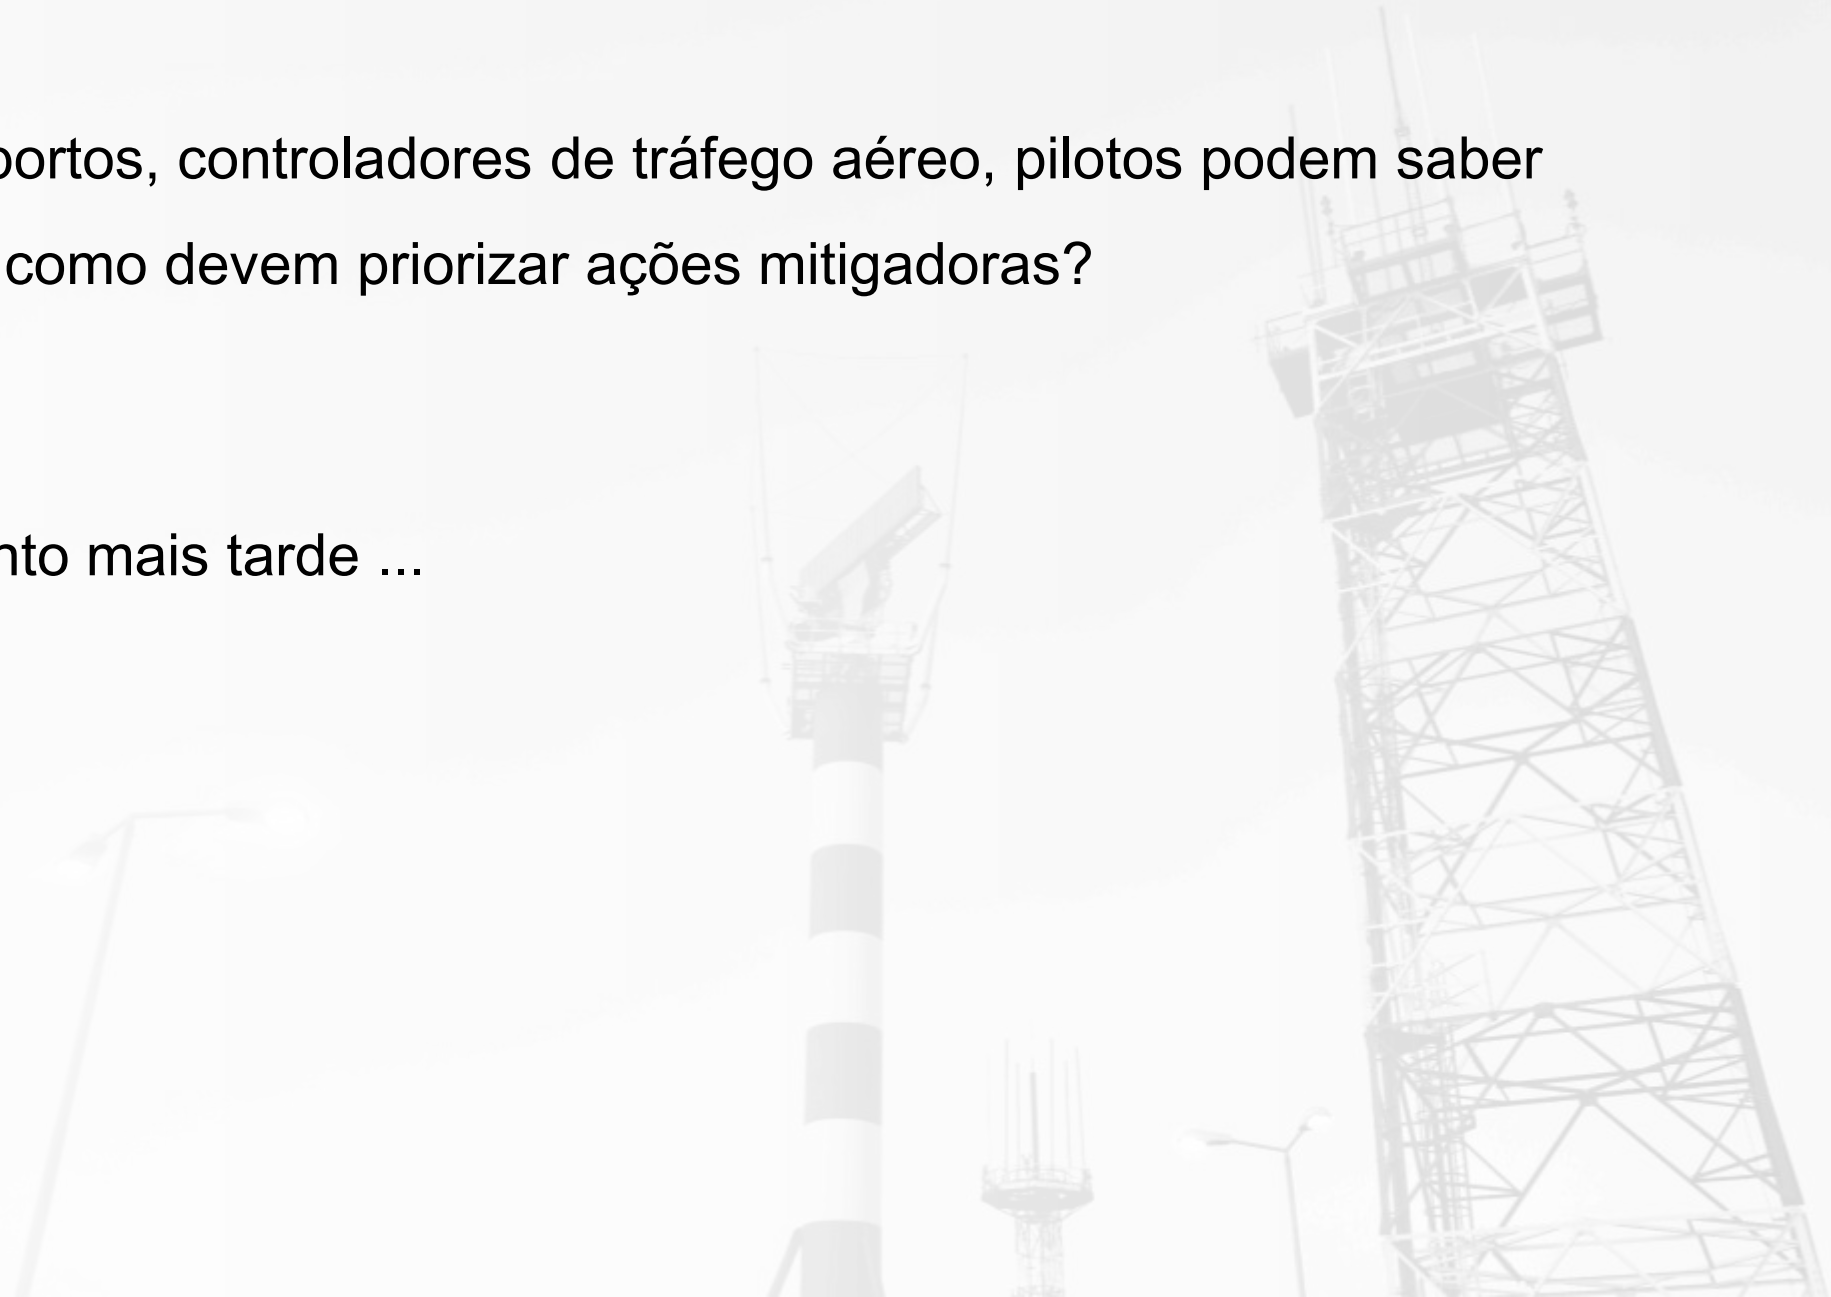 portos, controladores de tráfego aéreo, pilotos podem saber
como devem priorizar ações mitigadoras?
nto mais tarde ...